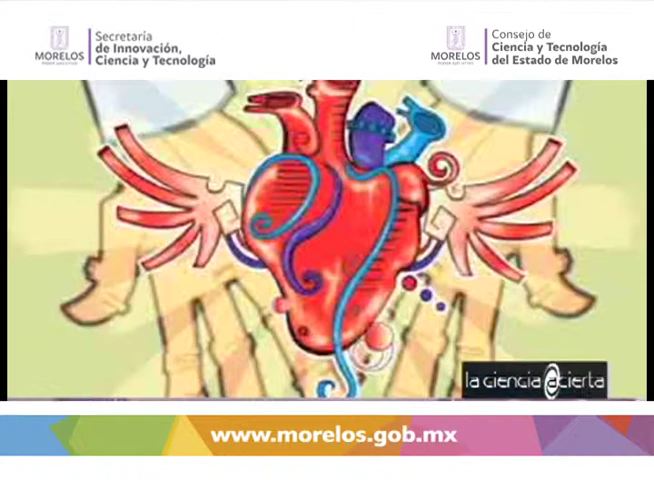 MORELOS
Secretaría
de Innovación,
Ciencia y Tecnología
MORELOS
Consejo de
Ciencia y Tecnología
del Estado de Morelos
la ciencia @cierta
www.morelos.gob.mx